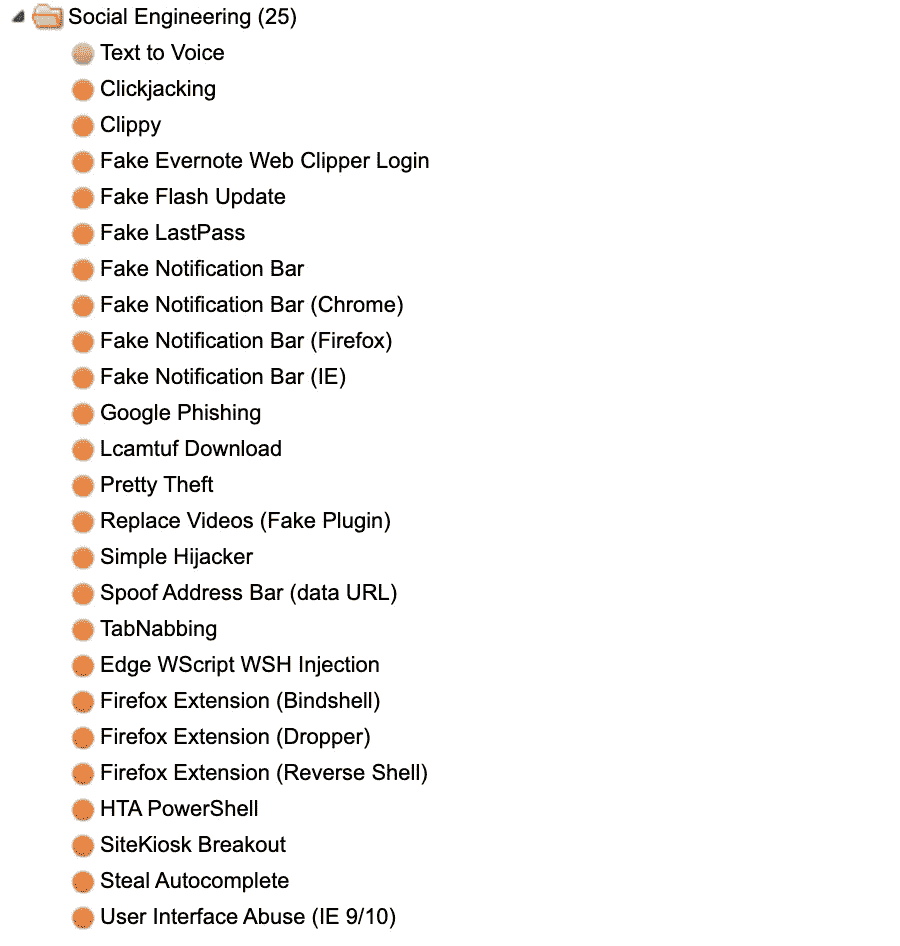 Social Engineering (25)
Text to Voice
Clickjacking
Clippy
Fake Evernote Web Clipper Login
Fake Flash Update
Fake LastPass
Fake Notification Bar
Fake Notification Bar (Chrome)
Fake Notification Bar (Firefox)
Fake Notification Bar (IE)
Google Phishing
Lcamtuf Download
Pretty Theft
Replace Videos (Fake Plugin)
Simple Hijacker
Spoof Address Bar (data URL)
TabNabbing
Edge WScript WSH Injection
Firefox Extension (Bindshell)
Firefox Extension (Dropper)
Firefox Extension (Reverse Shell)
HTA PowerShell
SiteKiosk Breakout
Steal Autocomplete
User Interface Abuse (IE 9/10)